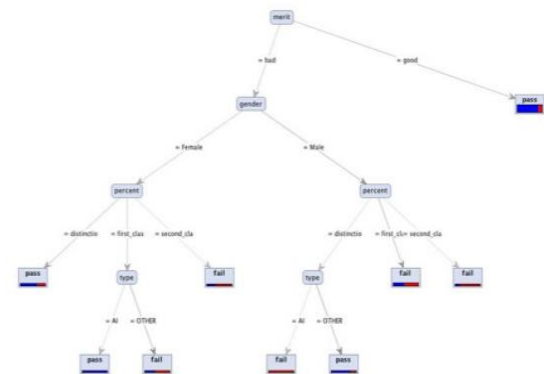 merit
= bad
= good
pass
gender
= Female
= Male
percent
percent
= distinctio
= first_clas
= second_cla
= distinctio
= first_cla
= second_cla
pass
type
fail
type
fail
fail
= AI
= OTHER
= AI
= OTHER
pass
fail
fail
pass